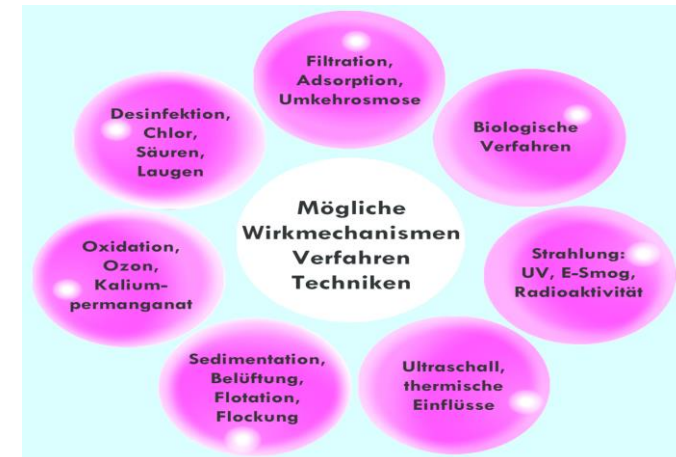 Filtration,
Adsorption,
Umkehrosmose
Biologische
Verfahren
Strahlung:
UV, E-Smog,
Radioaktivität
Ultraschall,
thermische
Einflüsse
Sedimentation,
Belüftung,
Flotation,
Flockung
Oxidation,
Ozon,
Kalium-
permanganat
Desinfektion,
Chlor,
Säuren,
Laugen
Mögliche
Wirkmechanismen
Verfahren
Techniken